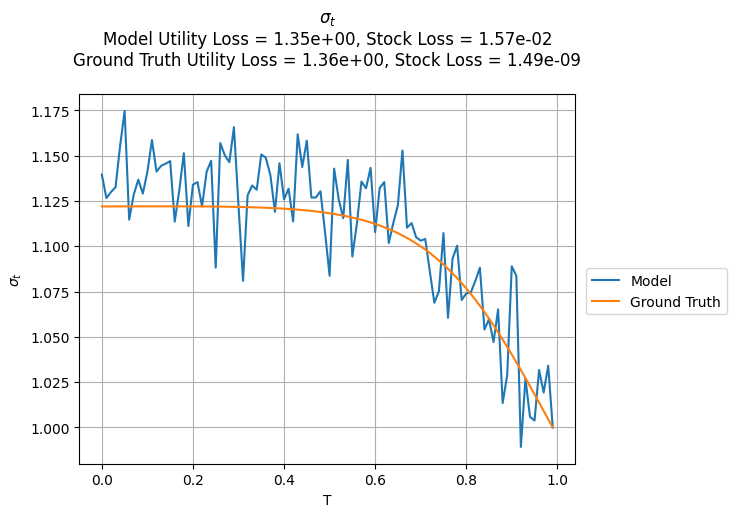 σₜ
Model Utility Loss = 1.35e+00, Stock Loss = 1.57e-02
Ground Truth Utility Loss = 1.36e+00, Stock Loss = 1.49e-09
1.175
1.150
1.125
1.100
1.075
1.050
1.025
1.000
σₜ
0.0 0.2 0.4 0.6 0.8 1.0
T
Model
Ground Truth